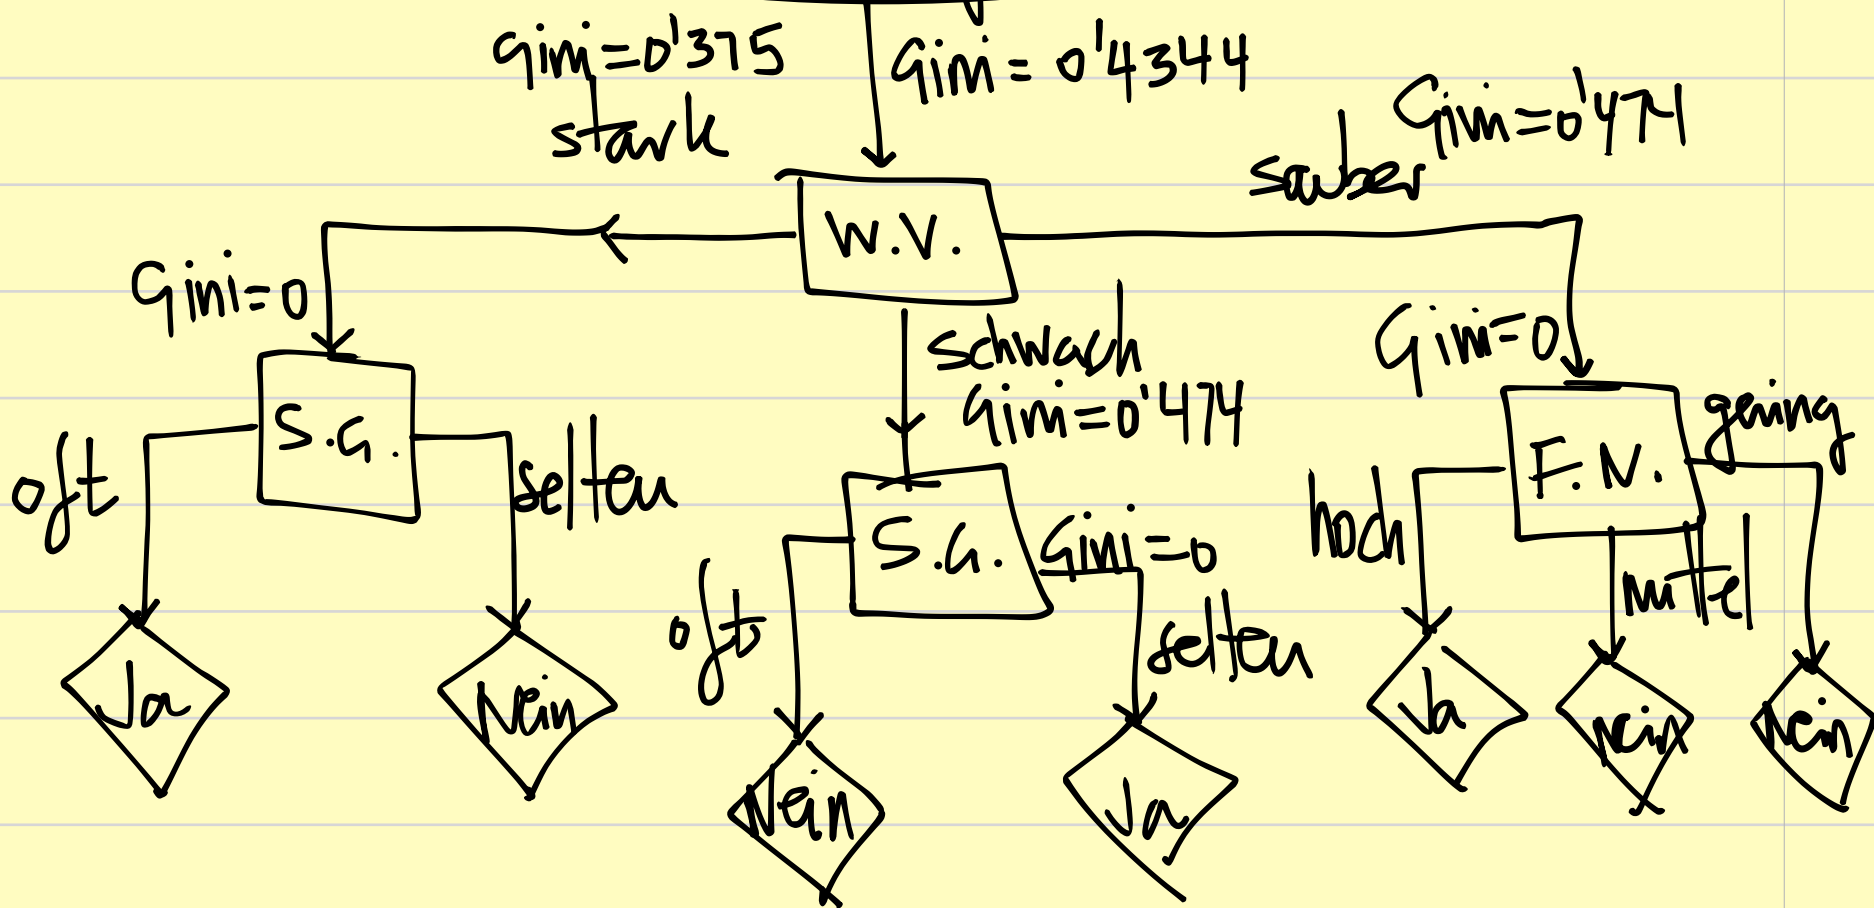 Gini=0'375
Gini = 0'4344
Gini=0'471
stark
sauber
W.V.
Gini=0
schwach
Gini=0'474
Gini=0
S.G.
F.N.
gering
oft
selten
S.G.
Gini=0
hoch
mittel
oft
selten
Ja
Nein
Ja
Nein
Nein
Nein
Ja